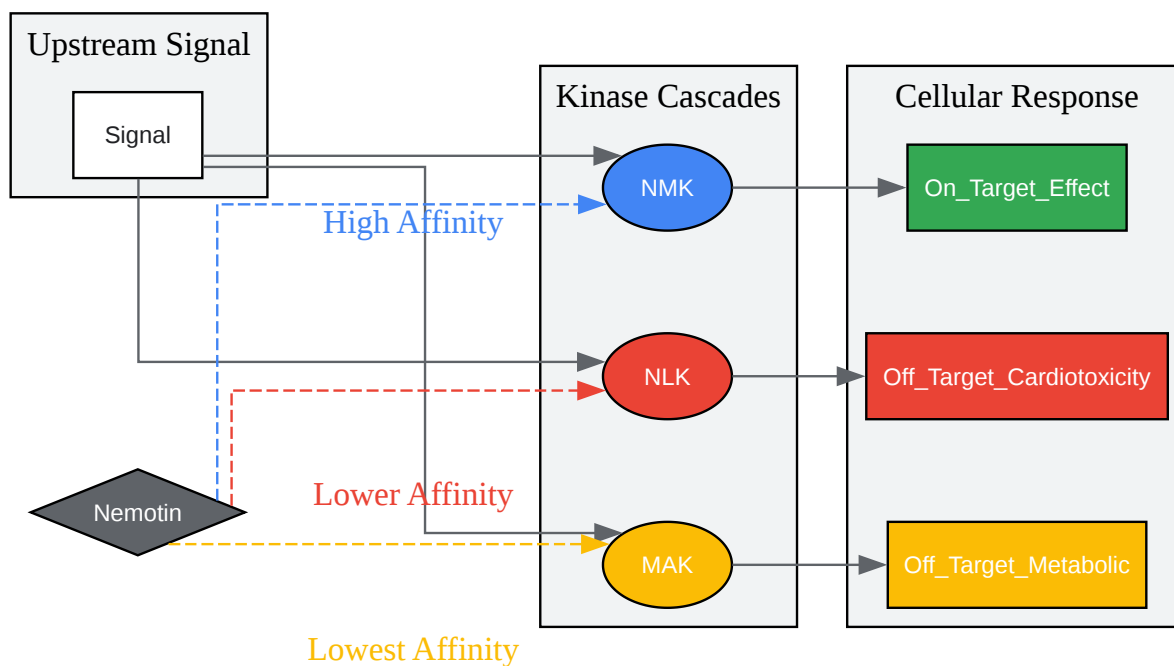 Upstream Signal
Signal
Kinase Cascades
Cellular Response
NMK
On_Target_Effect
High Affinity
NLK
Off_Target_Cardiotoxicity
Lower Affinity
Nemotin
MAK
Off_Target_Metabolic
Lowest Affinity